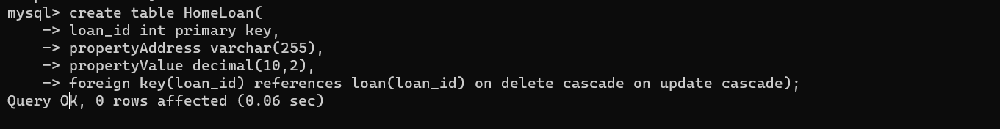 mysql> create table HomeLoan(
    -> loan_id int primary key,
    -> propertyAddress varchar(255),
    -> propertyValue decimal(10,2),
    -> foreign key(loan_id) references loan(loan_id) on delete cascade on update cascade);
Query OK, 0 rows affected (0.06 sec)